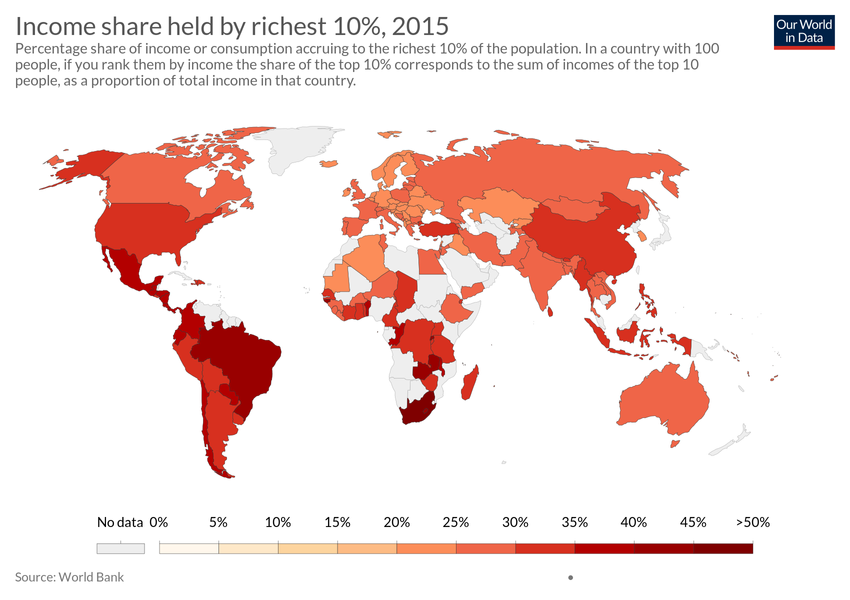 Income share held by richest 10%, 2015
Our World
in Data
Percentage share of income or consumption accruing to the richest 10% of the population. In a country with 100
people, if you rank them by income the share of the top 10% corresponds to the sum of incomes of the top 10
people, as a proportion of total income in that country.
No data 0% 5% 10% 15% 20% 25% 30% 35% 40% 45% >50%
Source: World Bank